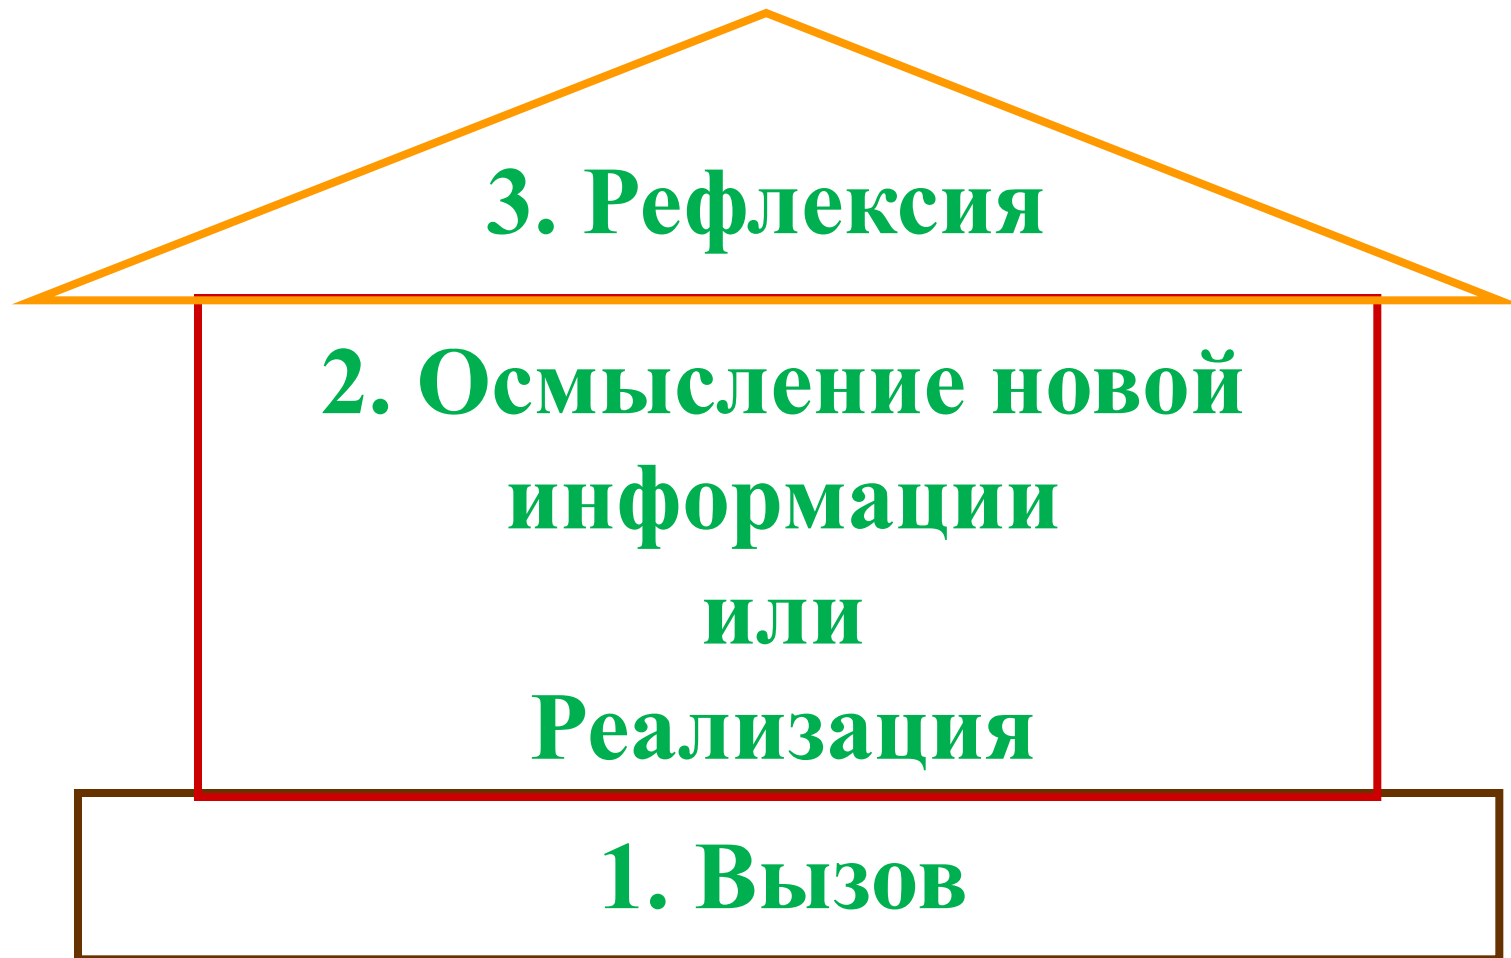 3. Рефлексия
2. Осмысление новой
информации
или
Реализация
1. Вызов